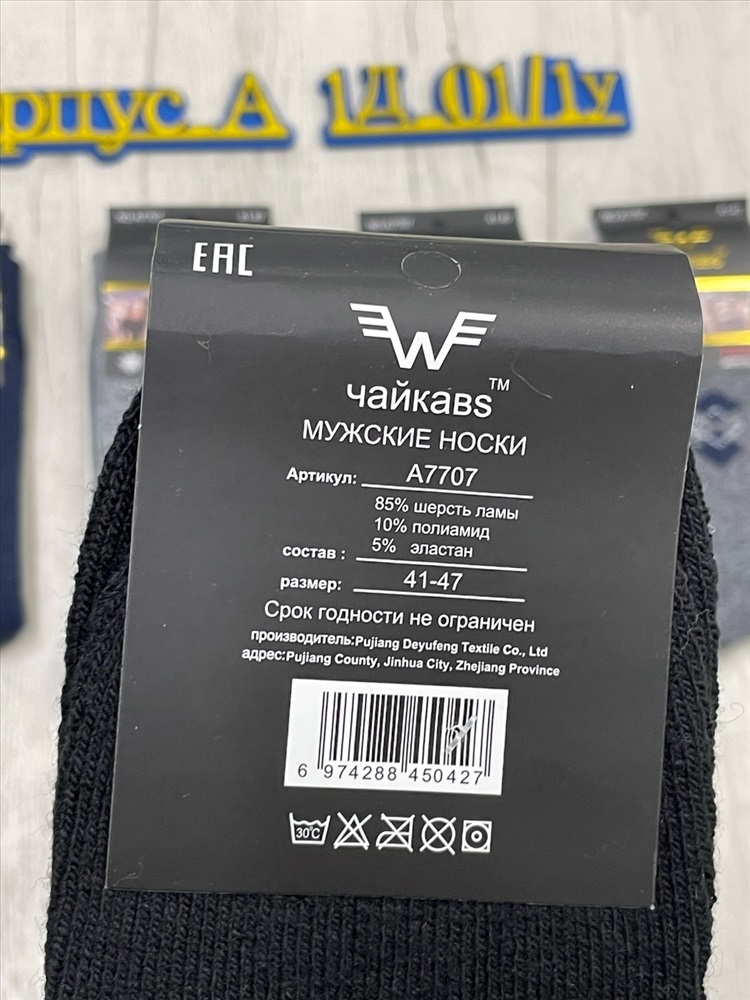 рпус А 1Д 01/1у
ЕАС
W
чайкавs™
МУЖСКИЕ НОСКИ
Артикул: А7707
85% шерсть ламы
10% полиамид
состав : 5% эластан
размер: 41-47
Срок годности не ограничен
производитель:Pujiang Deyufeng Textile Co., Ltd
адрес:Pujiang County, Jinhua City, Zhejiang Province
6 974288 450427
30°C